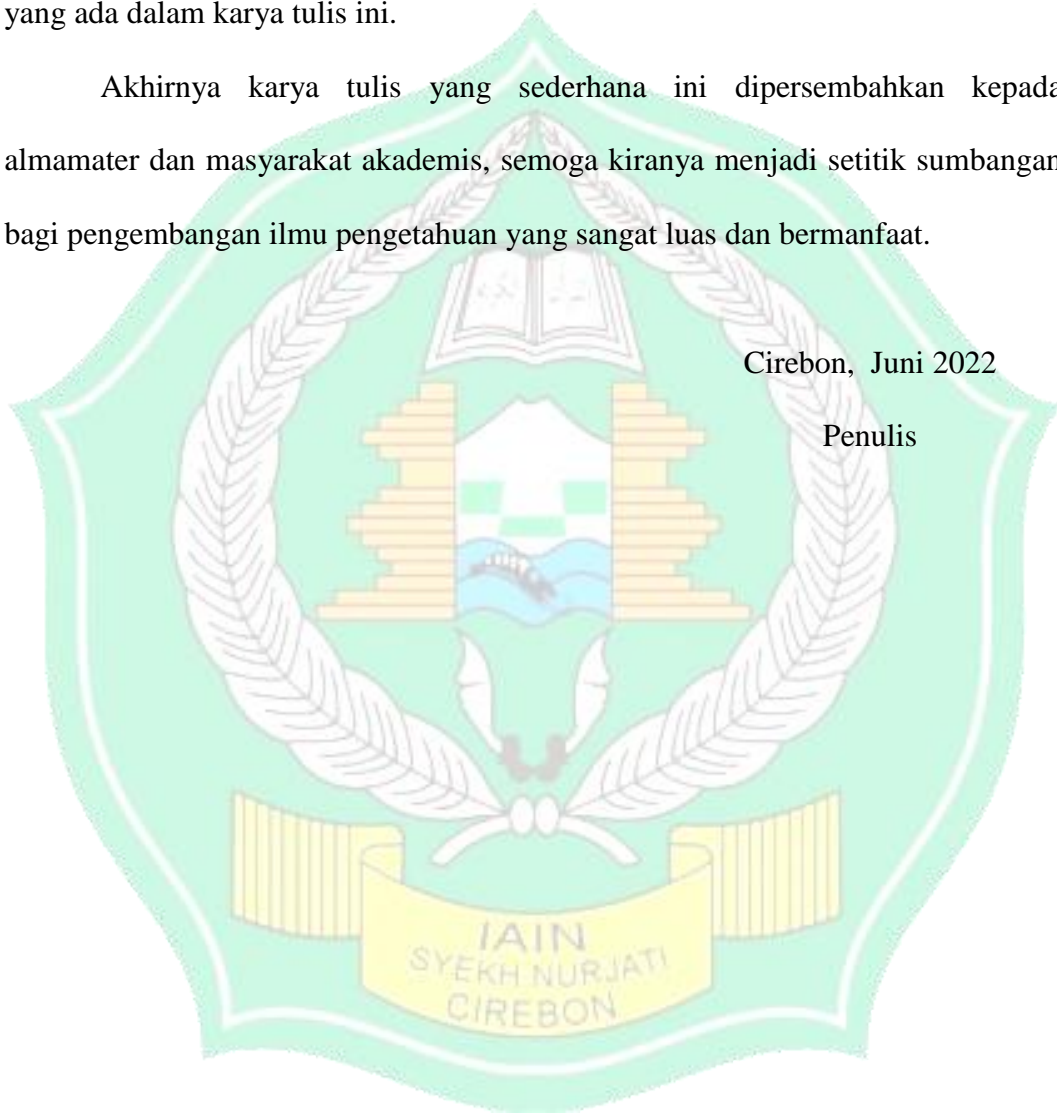 yang ada dalam karya tulis ini.
Akhirnya karya tulis yang sederhana ini dipersembahkan kepada
almamater dan masyarakat akademis, semoga kiranya menjadi setitik sumbangan
bagi pengembangan ilmu pengetahuan yang sangat luas dan bermanfaat.
Cirebon, Juni 2022
Penulis
IAIN
SYEKH NURJATI
CIREBON